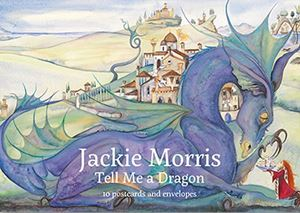 Jackie Morris
Tell Me a Dragon
10 postcards and envelopes